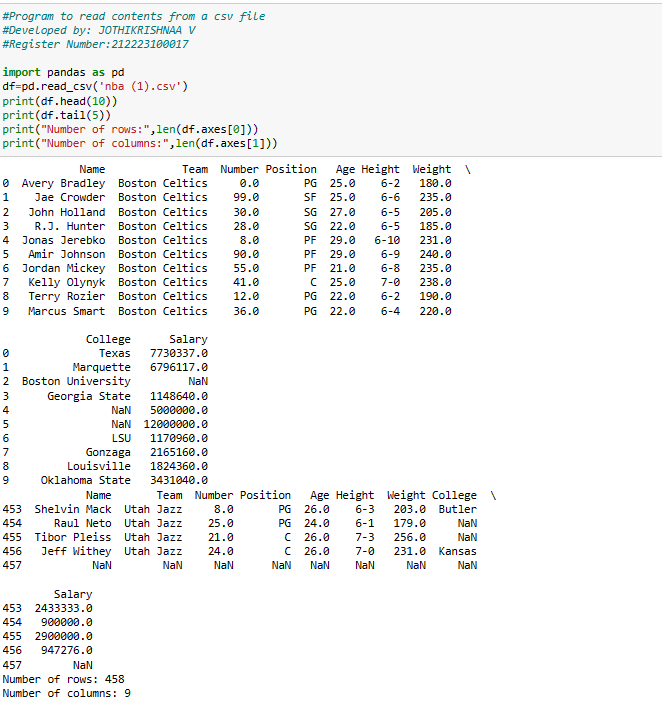 #Program to read contents from a csv file
#Developed by: JOTHIKRISHNAA V
#Register Number:212223100017
import pandas as pd
df=pd.read_csv('nba (1).csv')
print(df.head(10))
print(df.tail(5))
print("Number of rows:",len(df.axes[0]))
print("Number of columns:",len(df.axes[1]))
Name Team Number Position Age Height Weight \
0 Avery Bradley Boston Celtics 0.0 PG 25.0 6-2 180.0
1 Jae Crowder Boston Celtics 99.0 SF 25.0 6-6 235.0
2 John Holland Boston Celtics 30.0 SG 27.0 6-5 205.0
3 R.J. Hunter Boston Celtics 28.0 SG 22.0 6-5 185.0
4 Jonas Jerebko Boston Celtics 8.0 PF 29.0 6-10 231.0
5 Amir Johnson Boston Celtics 90.0 PF 29.0 6-9 240.0
6 Jordan Mickey Boston Celtics 55.0 PF 21.0 6-8 235.0
7 Kelly Olynyk Boston Celtics 41.0 C 25.0 7-0 238.0
8 Terry Rozier Boston Celtics 12.0 PG 22.0 6-2 190.0
9 Marcus Smart Boston Celtics 36.0 PG 22.0 6-4 220.0
College Salary
0 Texas 7730337.0
1 Marquette 6796117.0
2 Boston University NaN
3 Georgia State 1148640.0
4 NaN 5000000.0
5 NaN 12000000.0
6 LSU 1170960.0
7 Gonzaga 2165160.0
8 Louisville 1824360.0
9 Oklahoma State 3431040.0
Name Team Number Position Age Height Weight College \
453 Shelvin Mack Utah Jazz 8.0 PG 26.0 6-3 203.0 Butler
454 Raul Neto Utah Jazz 25.0 PG 24.0 6-1 179.0 NaN
455 Tibor Pleiss Utah Jazz 21.0 C 26.0 7-3 256.0 NaN
456 Jeff Withey Utah Jazz 24.0 C 26.0 7-0 231.0 Kansas
457 NaN NaN NaN NaN NaN NaN NaN NaN
Salary
453 2433333.0
454 900000.0
455 2900000.0
456 947276.0
457 NaN
Number of rows: 458
Number of columns: 9